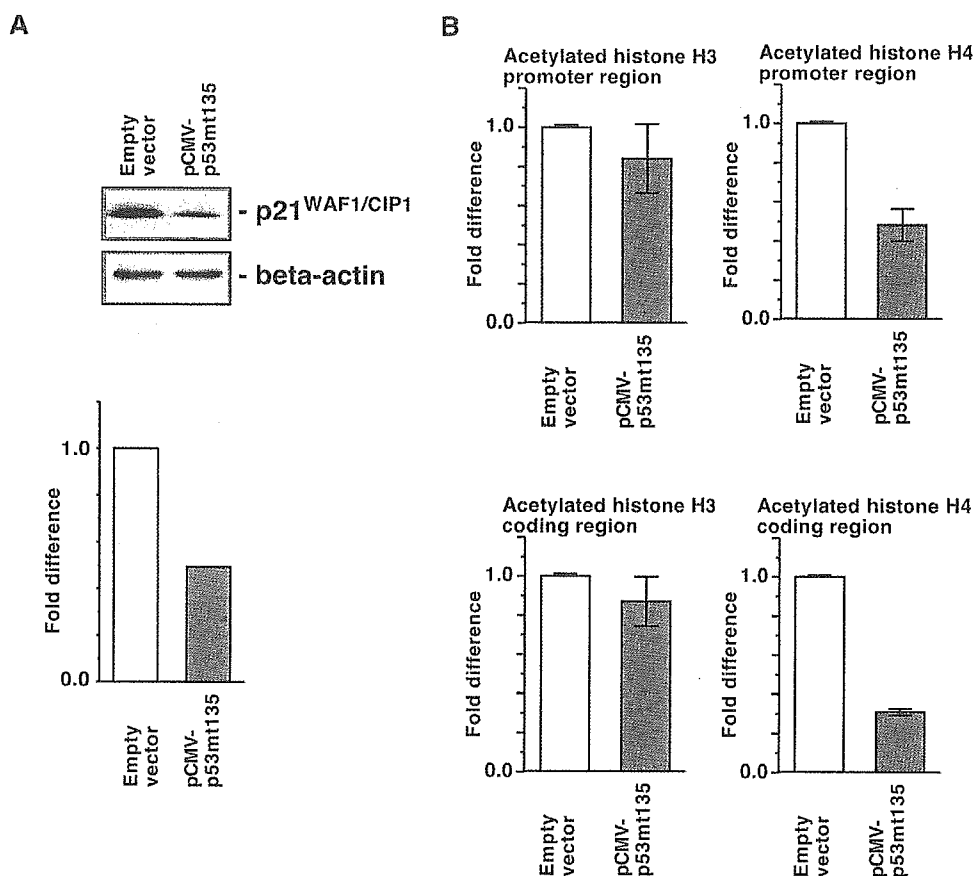 A
Empty
vector
pCMV-
p53mt135
- p21WAF1/CIP1
- beta-actin
Fold difference
1.0
0.0
Empty
vector
pCMV-
p53mt135
B
Acetylated histone H3
promoter region
Fold difference
1.0
0.0
Empty
vector
pCMV-
p53mt135
Acetylated histone H4
promoter region
Fold difference
1.0
0.0
Empty
vector
pCMV-
p53mt135
Acetylated histone H3
coding region
Fold difference
1.0
0.0
Empty
vector
pCMV-
p53mt135
Acetylated histone H4
coding region
Fold difference
1.0
0.0
Empty
vector
pCMV-
p53mt135